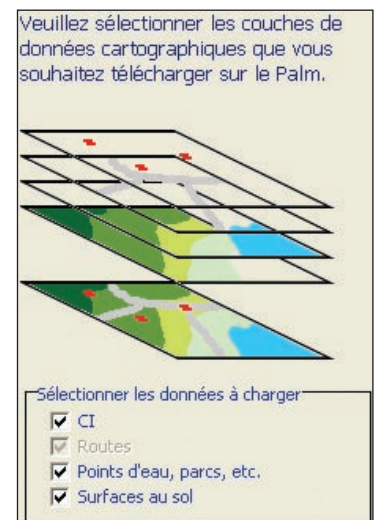 Veuillez sélectionner les couches de
données cartographiques que vous
souhaitez télécharger sur le Palm.
Sélectionner les données à charger
CI
Routes
Points d'eau, parcs, etc.
Surfaces au sol